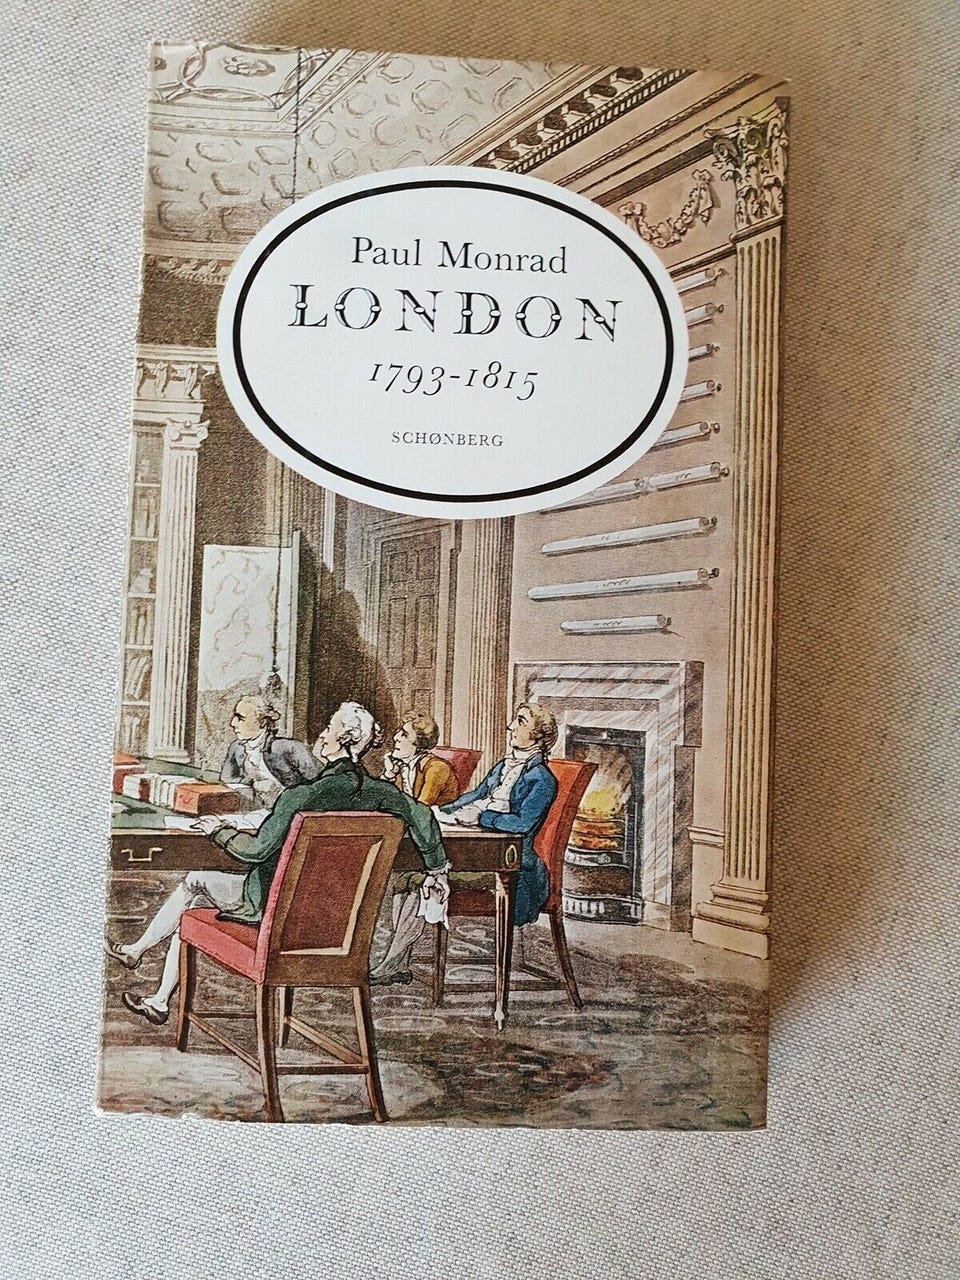 Paul Monrad
LONDON
1793-1815
SCHØNBERG